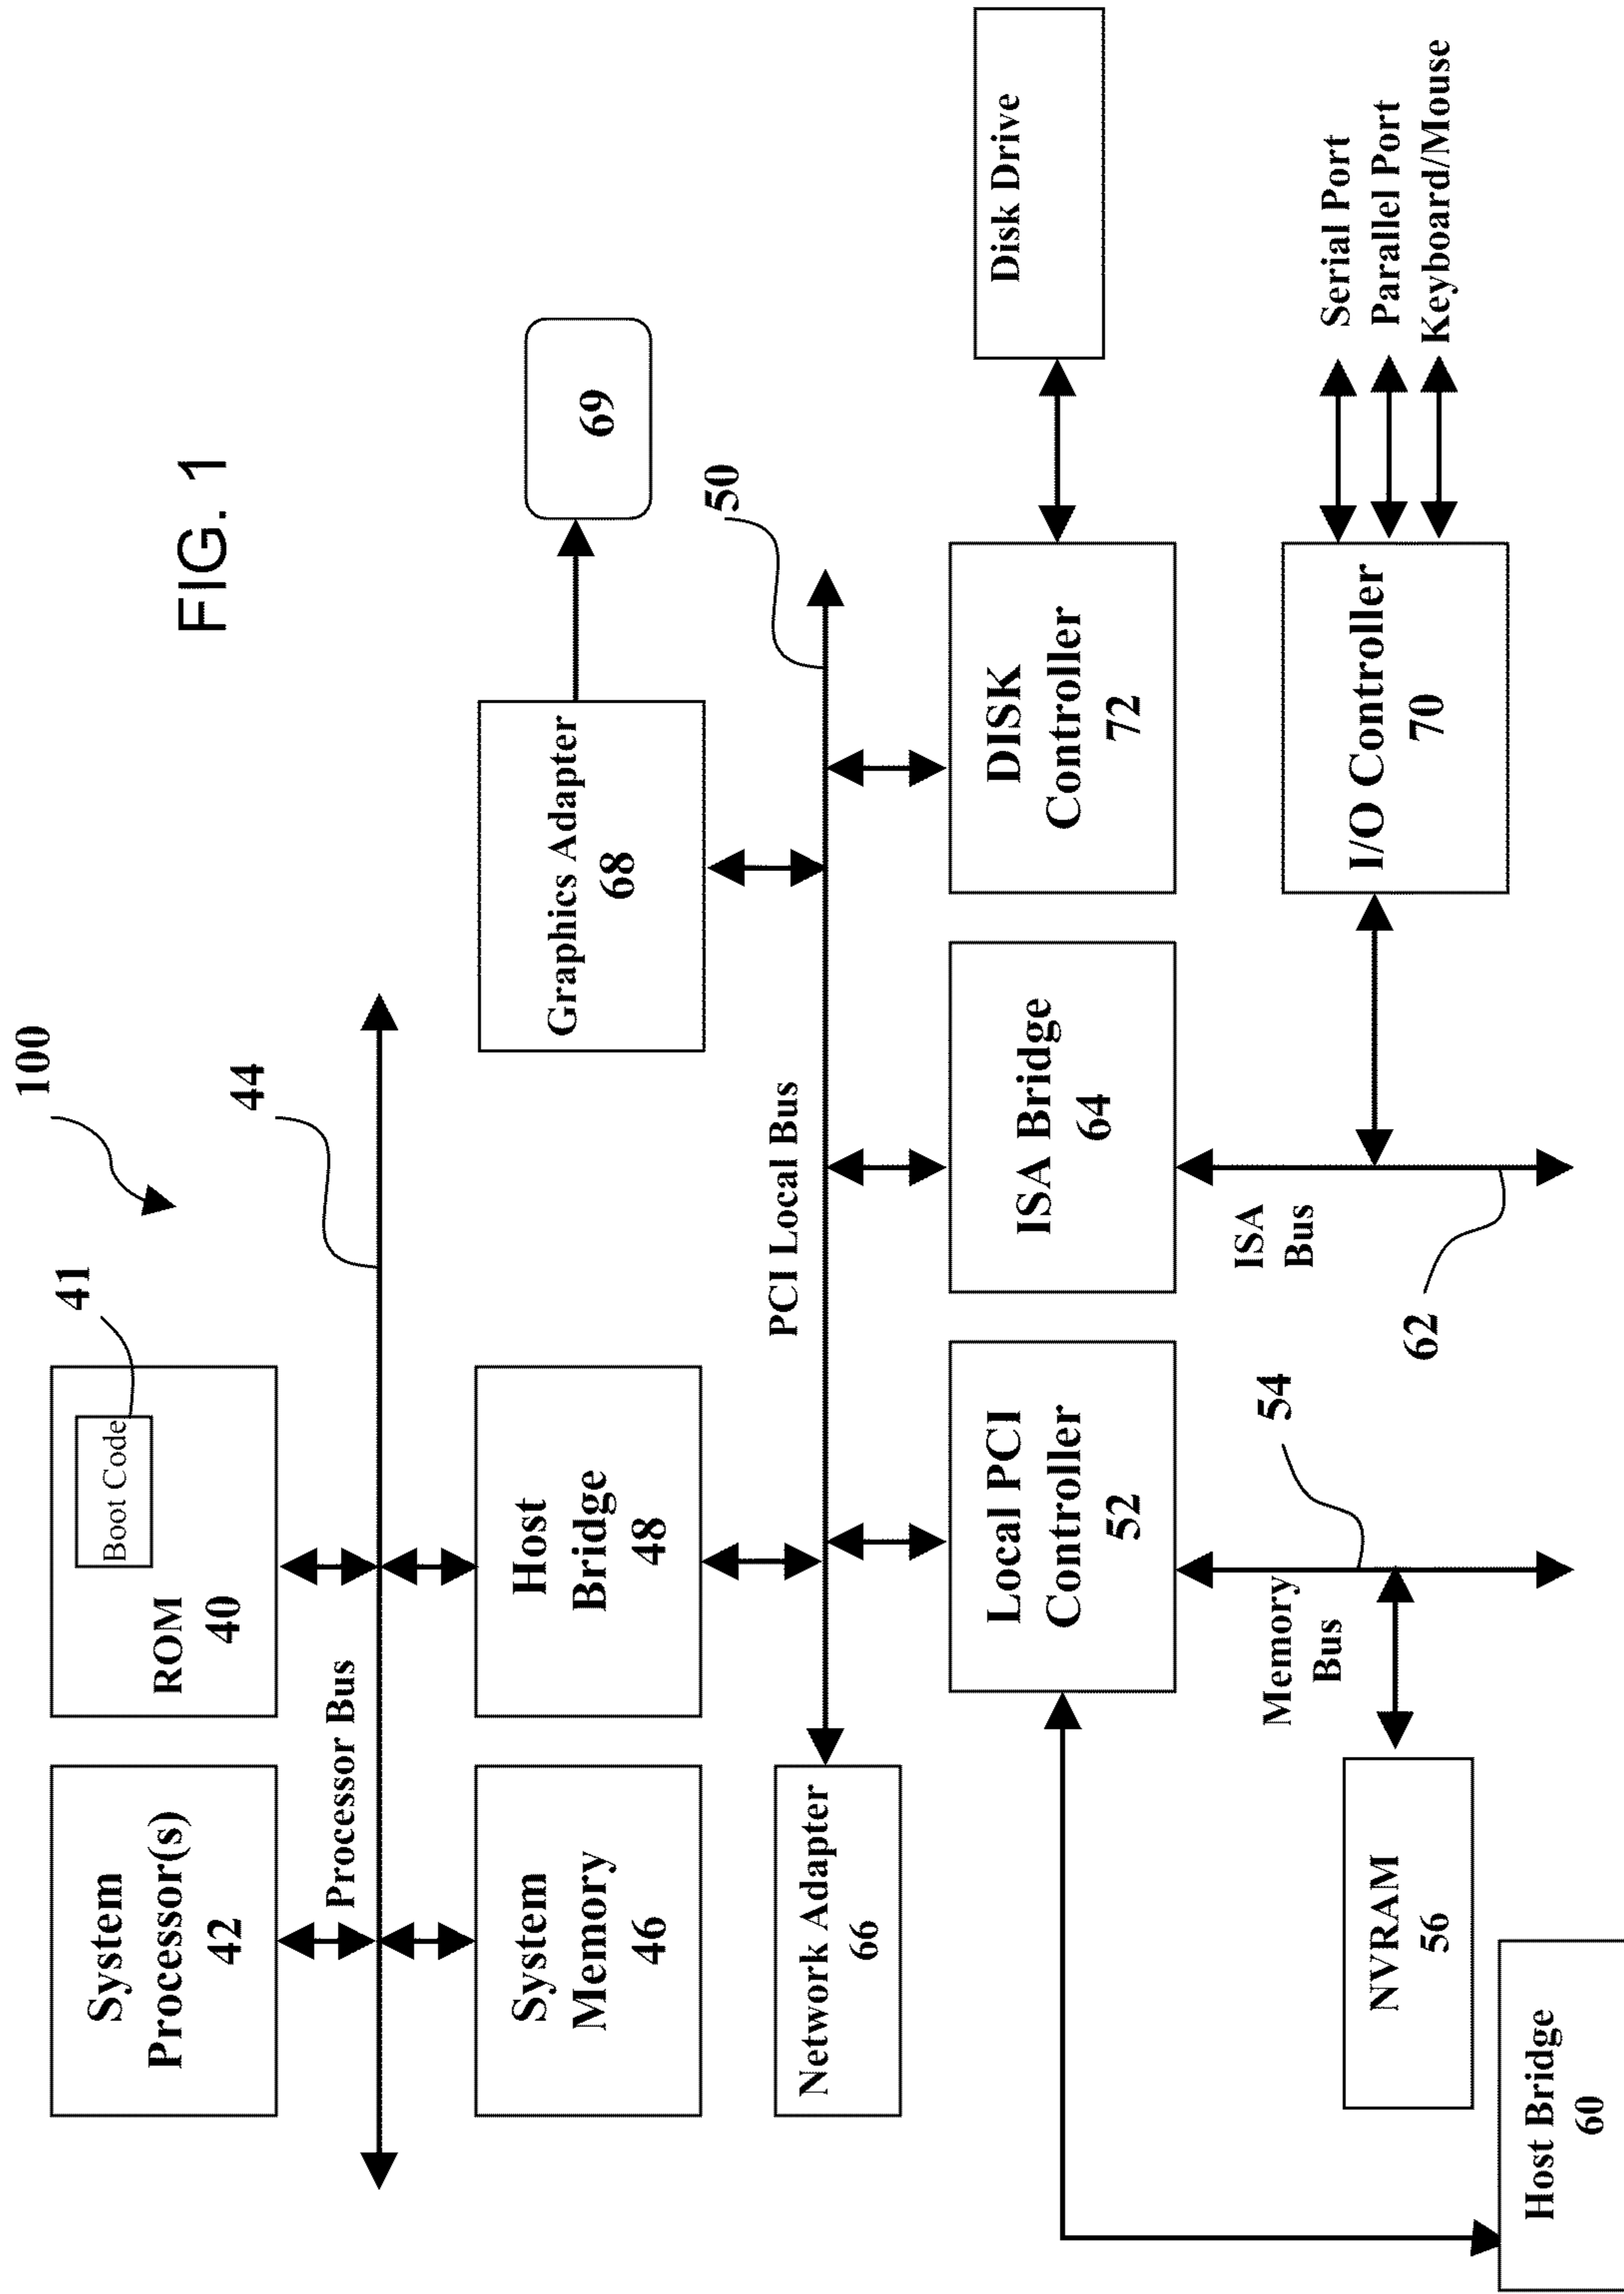 FIG. 1
100
System
Processor(s)
42
ROM
40
Boot Code
41
Processor Bus
44
System
Memory
46
Host
Bridge
48
Graphics Adapter
68
69
Network Adapter
66
PCI Local Bus
50
Local PCI
Controller
52
ISA Bridge
64
DISK
Controller
72
Disk Drive
Memory
Bus
54
ISA
Bus
62
I/O Controller
70
Serial Port
Parallel Port
Keyboard/Mouse
NVRAM
56
Host Bridge
60